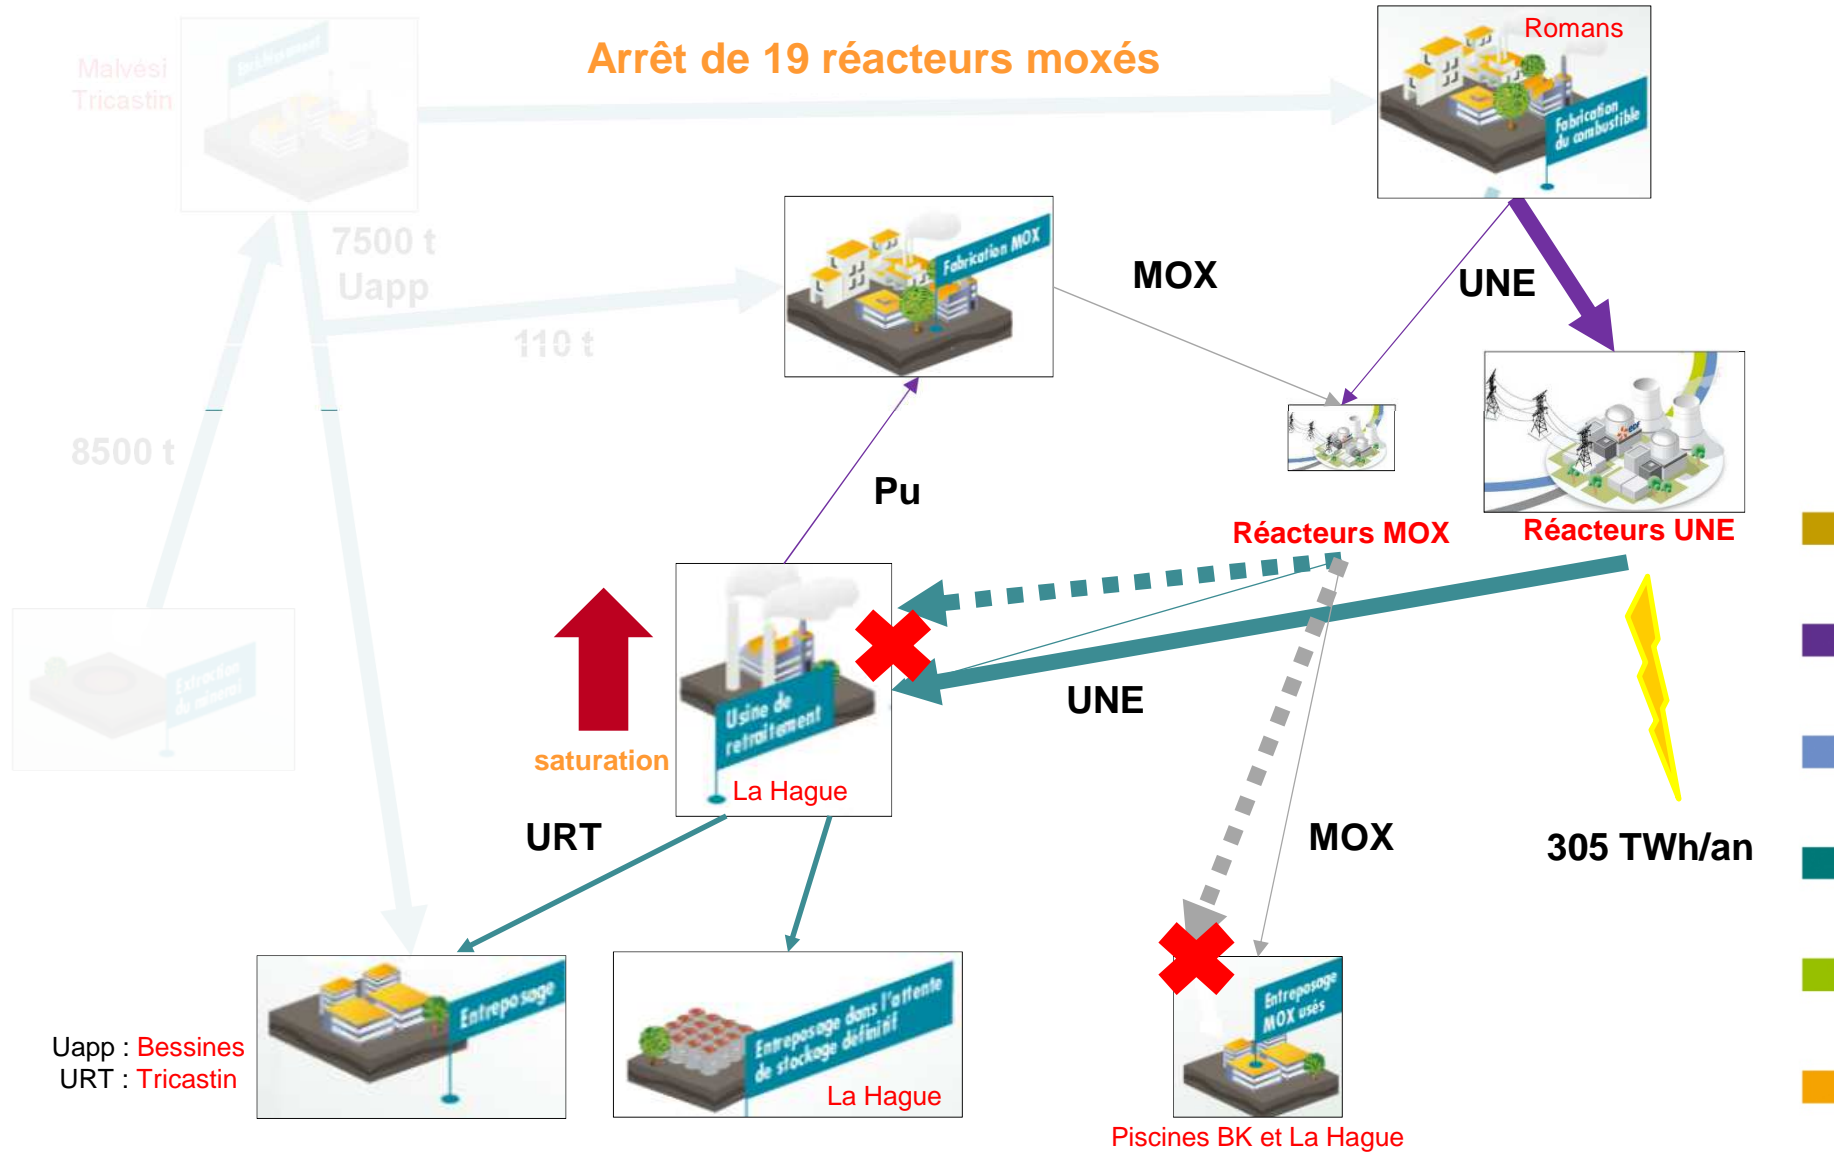 Arrêt de 19 réacteurs moxés
Romans
Malvési
Tricastin
Fabrication
du combustible
7500 t
Uapp
Fabrication MOX
MOX
UNE
110 t
8500 t
Pu
Réacteurs MOX
Réacteurs UNE
Extraction
du minerai
Usine de
retraitement
UNE
saturation
La Hague
URT
MOX
305 TWh/an
Entreposage
Entreposage dans l'attente
de stockage définitif
Entreposage
MOX usés
Uapp : Bessines
URT : Tricastin
La Hague
Piscines BK et La Hague